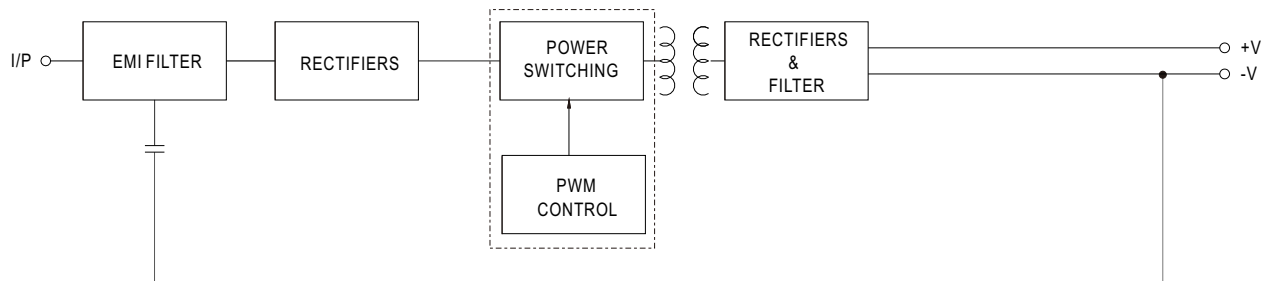 I/P
EMI FILTER
RECTIFIERS
POWER
SWITCHING
PWM
CONTROL
RECTIFIERS
&
FILTER
+V
-V